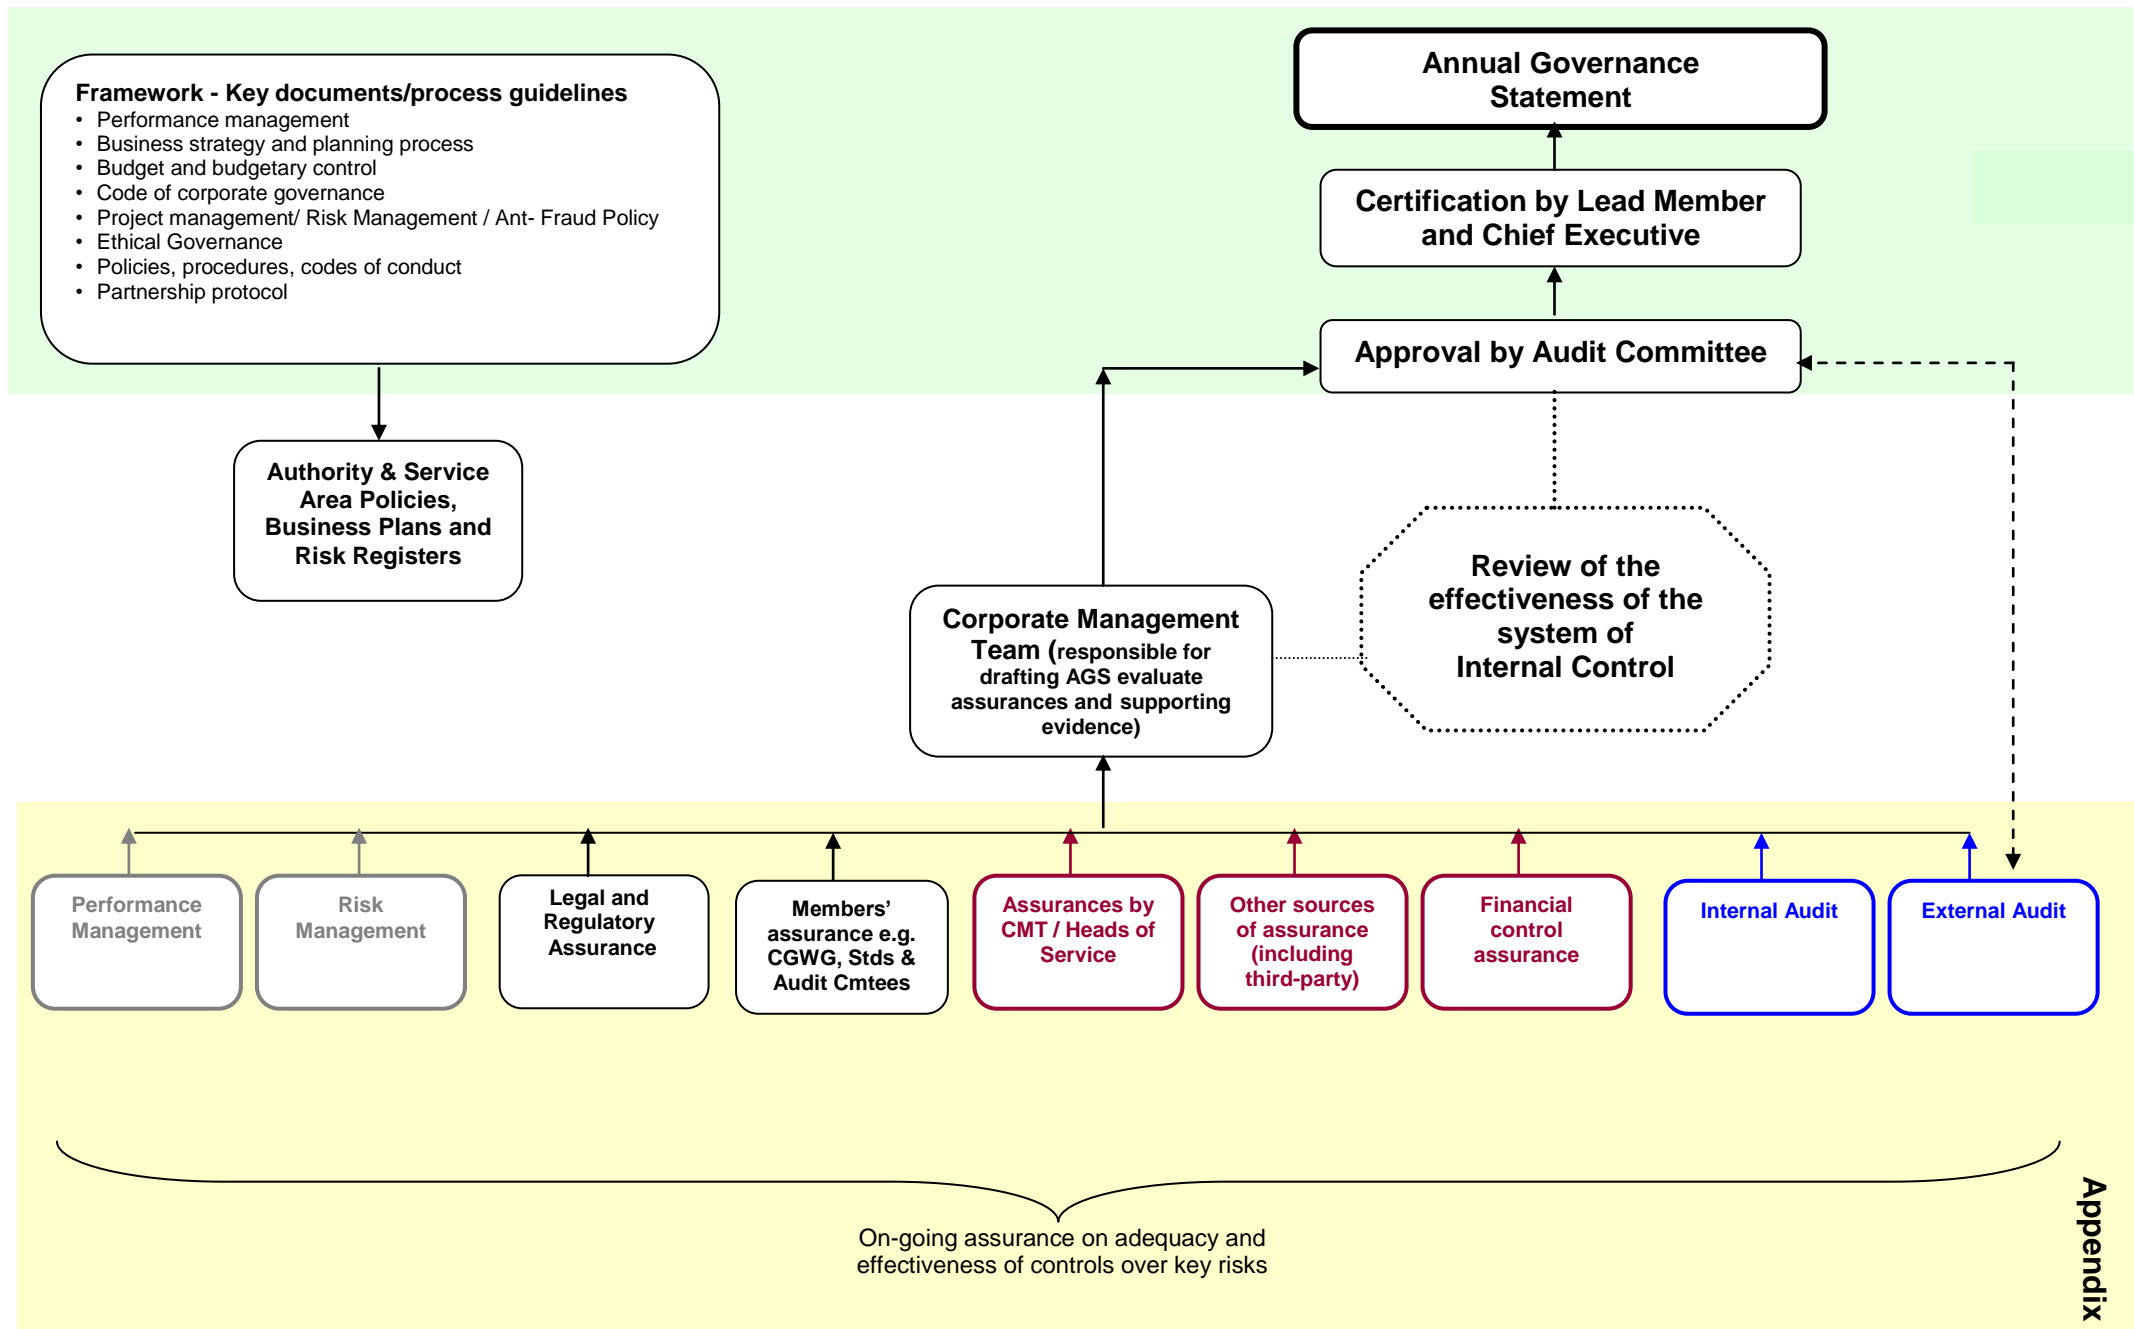 Framework - Key documents/process guidelines
• Performance management
• Business strategy and planning process
• Budget and budgetary control
• Code of corporate governance
• Project management/ Risk Management / Ant- Fraud Policy
• Ethical Governance
• Policies, procedures, codes of conduct
• Partnership protocol
Annual Governance
Statement
Certification by Lead Member
and Chief Executive
Approval by Audit Committee
Authority & Service
Area Policies,
Business Plans and
Risk Registers
Review of the
effectiveness of the
system of
Internal Control
Corporate Management
Team (responsible for
drafting AGS evaluate
assurances and supporting
evidence)
Performance
Management
Risk
Management
Legal and
Regulatory
Assurance
Members’
assurance e.g.
CGWG, Stds &
Audit Cmtees
Assurances by
CMT / Heads of
Service
Other sources
of assurance
(including
third-party)
Financial
control
assurance
Internal Audit
External Audit
On-going assurance on adequacy and
effectiveness of controls over key risks
Appendix